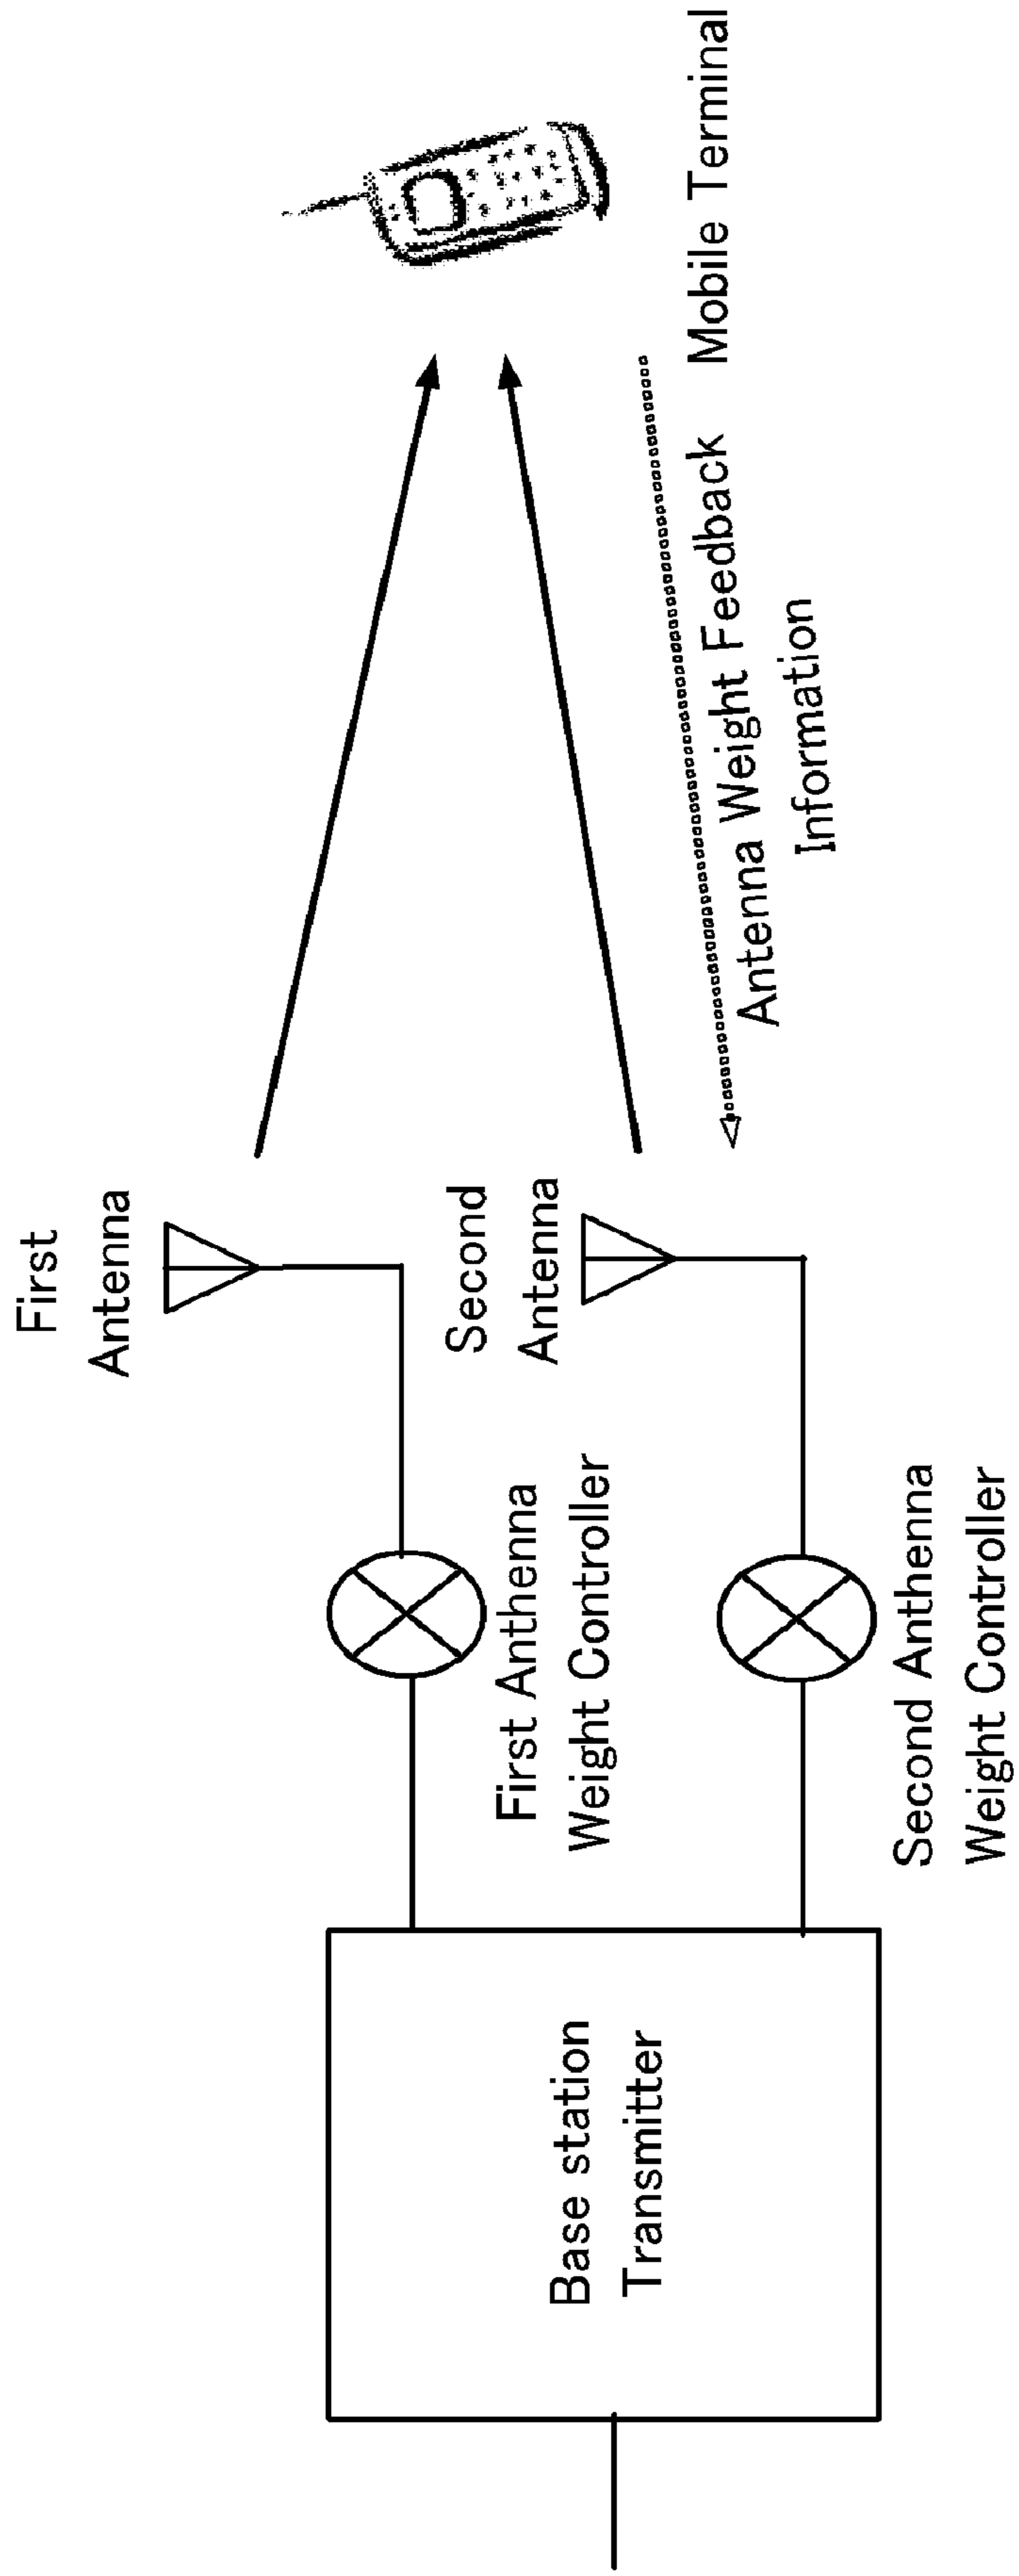 First
Antenna
Second
Antenna
First Anthenna
Weight Controller
Second Anthenna
Weight Controller
Base station
Transmitter
Antenna Weight Feedback
Information
Mobile Terminal